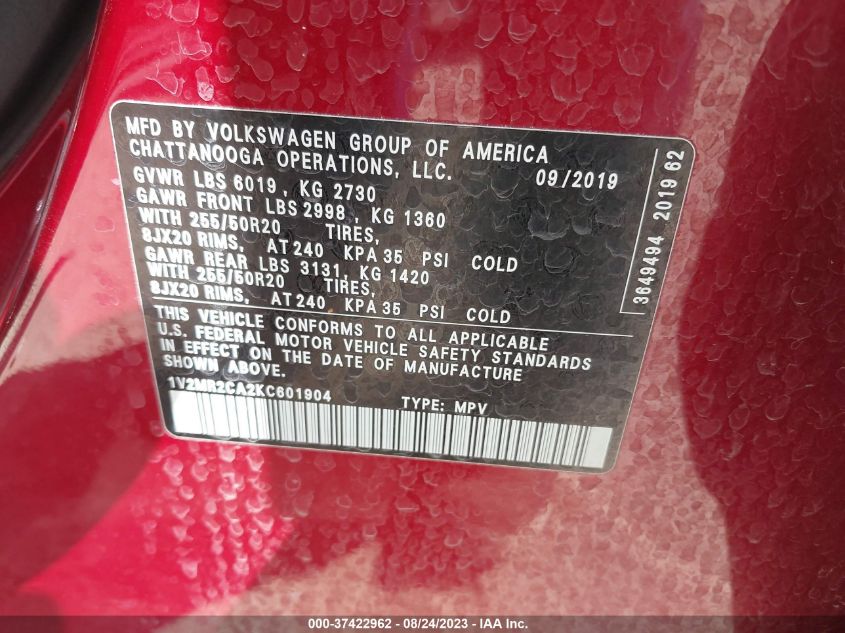 MFD BY VOLKSWAGEN GROUP OF AMERICA
CHATTANOOGA OPERATIONS, LLC. 09/2019
GVWR LBS 6019, KG 2730
GAWR FRONT LBS 2998, KG 1360
WITH 255/50R20 TIRES,
8JX20 RIMS, AT 240 KPA 35 PSI COLD
GAWR REAR LBS 3131, KG 1420
WITH 255/50R20 TIRES,
8JX20 RIMS, AT 240 KPA 35 PSI COLD
THIS VEHICLE CONFORMS TO ALL APPLICABLE
U.S. FEDERAL MOTOR VEHICLE SAFETY STANDARDS
IN EFFECT ON THE DATE OF MANUFACTURE
SHOWN ABOVE.
1V2MR2CA2KC601904 TYPE: MPV
3649494 2019 62
000-37422962 - 08/24/2023 - IAA Inc.